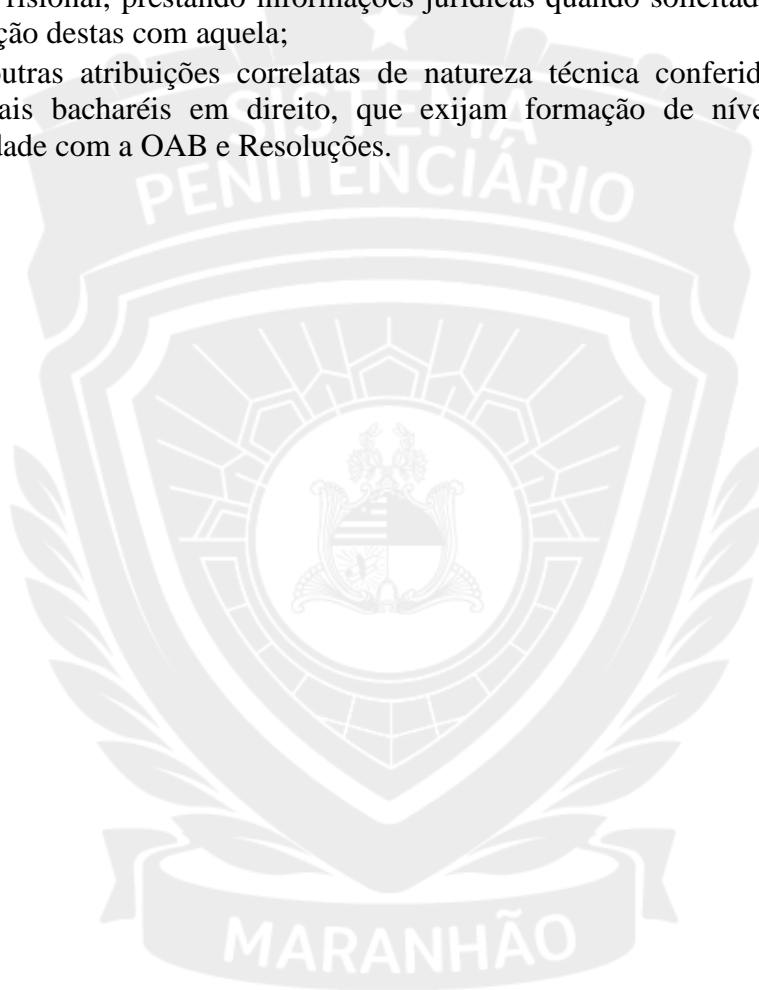 risional, prestando informações jurídicas quando solicitad
ção destas com aquela;
outras atribuições correlatas de natureza técnica conferid
ais bacharéis em direito, que exijam formação de níve
dade com a OAB e Resoluções.
SISTEMA
PENITENCIÁRIO
MARANHÃO